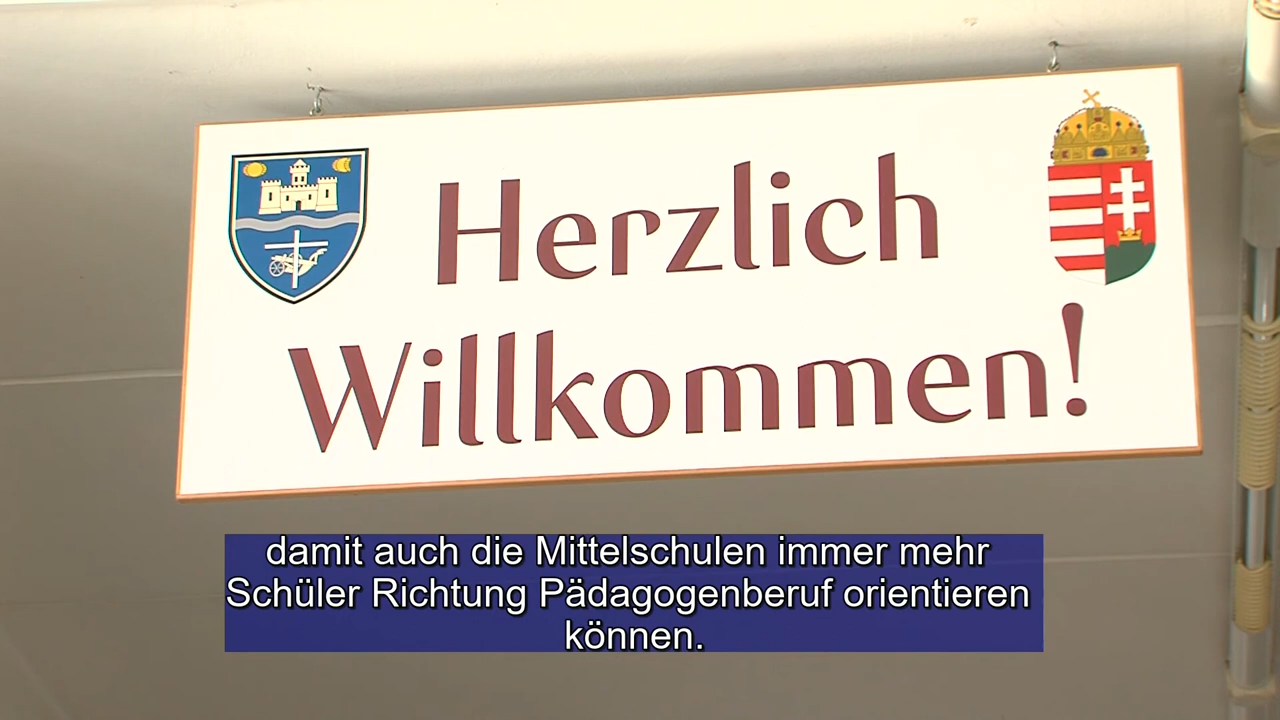 Herzlich
Willkommen!
damit auch die Mittelschulen immer mehr
Schüler Richtung Pädagogenberuf orientieren
können.